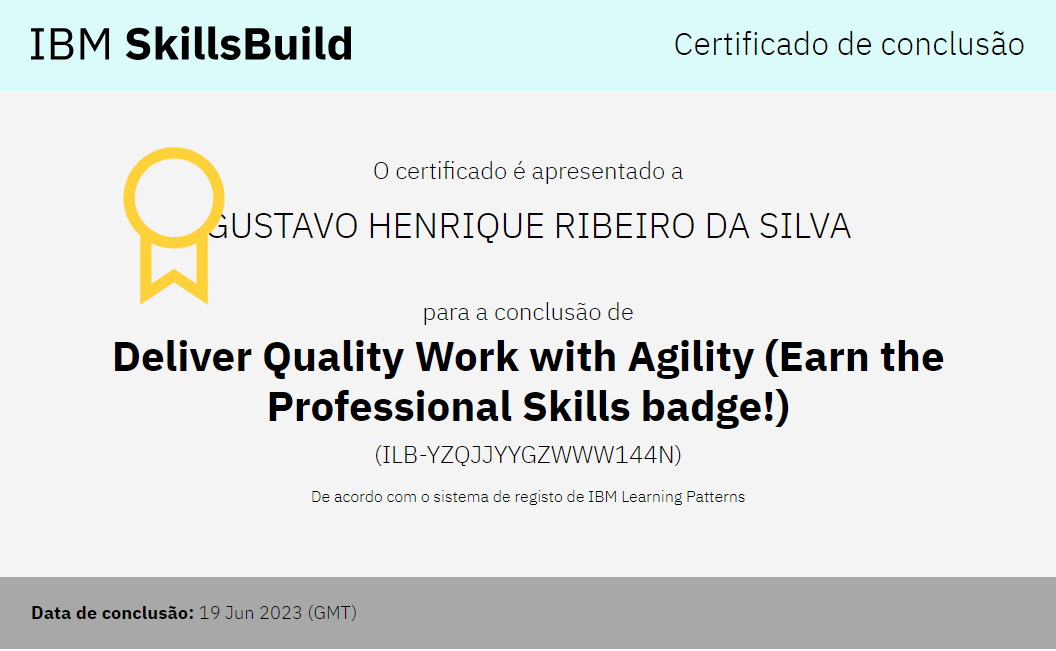 IBM SkillsBuild
Certificado de conclusão
O certificado é apresentado a
GUSTAVO HENRIQUE RIBEIRO DA SILVA
para a conclusão de
Deliver Quality Work with Agility (Earn the
Professional Skills badge!)
(ILB-YZQJJYYGZWWW144N)
De acordo com o sistema de registo de IBM Learning Patterns
Data de conclusão: 19 Jun 2023 (GMT)